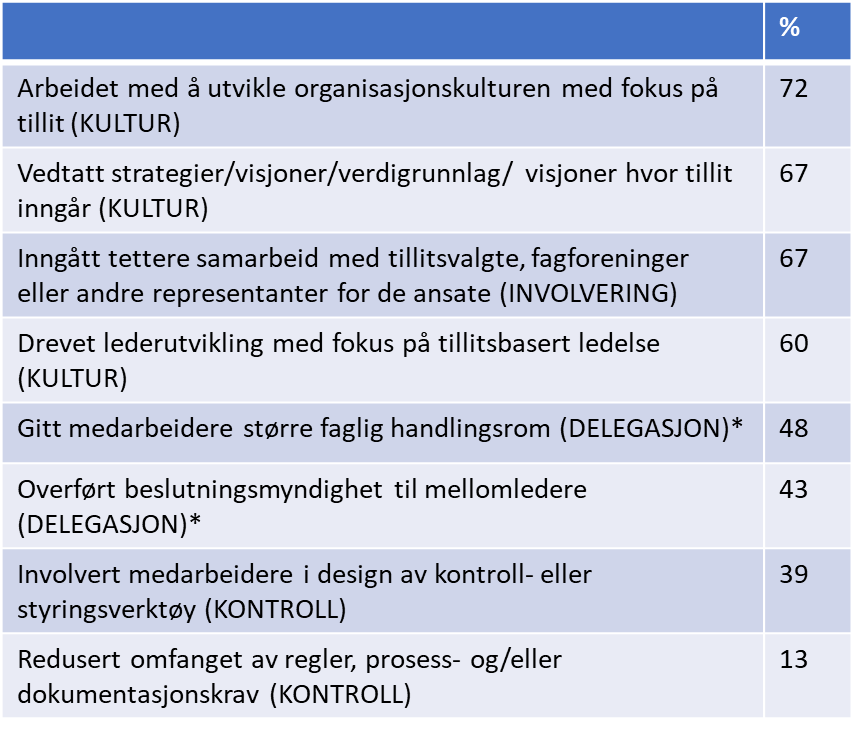 %
Arbeidet med å utvikle organisasjonskulturen med fokus på
tillit (KULTUR)
72
Vedtatt strategier/visjoner/verdigrunnlag/ visjoner hvor tillit
inngår (KULTUR)
67
Inngått tettere samarbeid med tillitsvalgte, fagforeninger
eller andre representanter for de ansate (INVOLVERING)
67
Drevet lederutvikling med fokus på tillitsbasert ledelse
(KULTUR)
60
Gitt medarbeidere større faglig handlingsrom (DELEGASJON)*
48
Overført beslutningsmyndighet til mellomledere
(DELEGASJON)*
43
Involvert medarbeidere i design av kontroll- eller
styringsverktøy (KONTROLL)
39
Redusert omfanget av regler, prosess- og/eller
dokumentasjonskrav (KONTROLL)
13